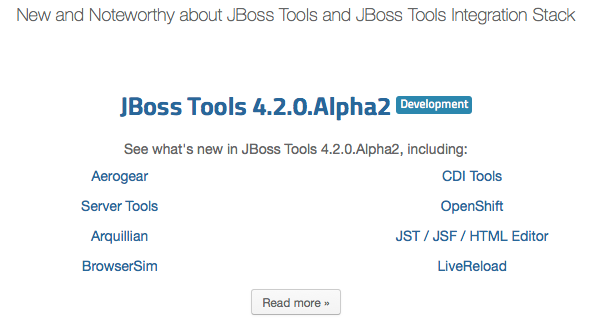 New and Noteworthy about JBoss Tools and JBoss Tools Integration Stack
JBoss Tools 4.2.0.Alpha2 Development
See what's new in JBoss Tools 4.2.0.Alpha2, including:
Aerogear CDI Tools
Server Tools OpenShift
Arquillian JST / JSF / HTML Editor
BrowserSim LiveReload
Read more »